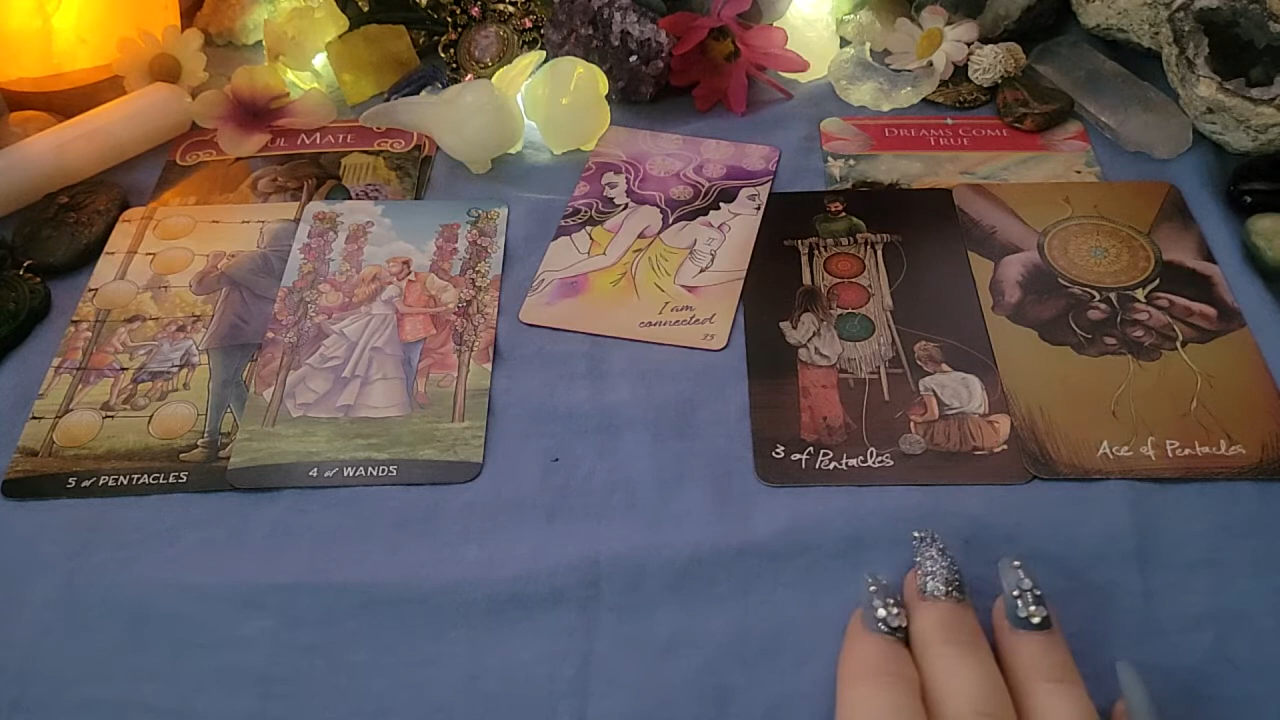 UL MATE
DREAMS COME
TRUE
5 of PENTACLES
4 of WANDS
I am
connected
35
3 of Pentacles
Ace of Pentacles